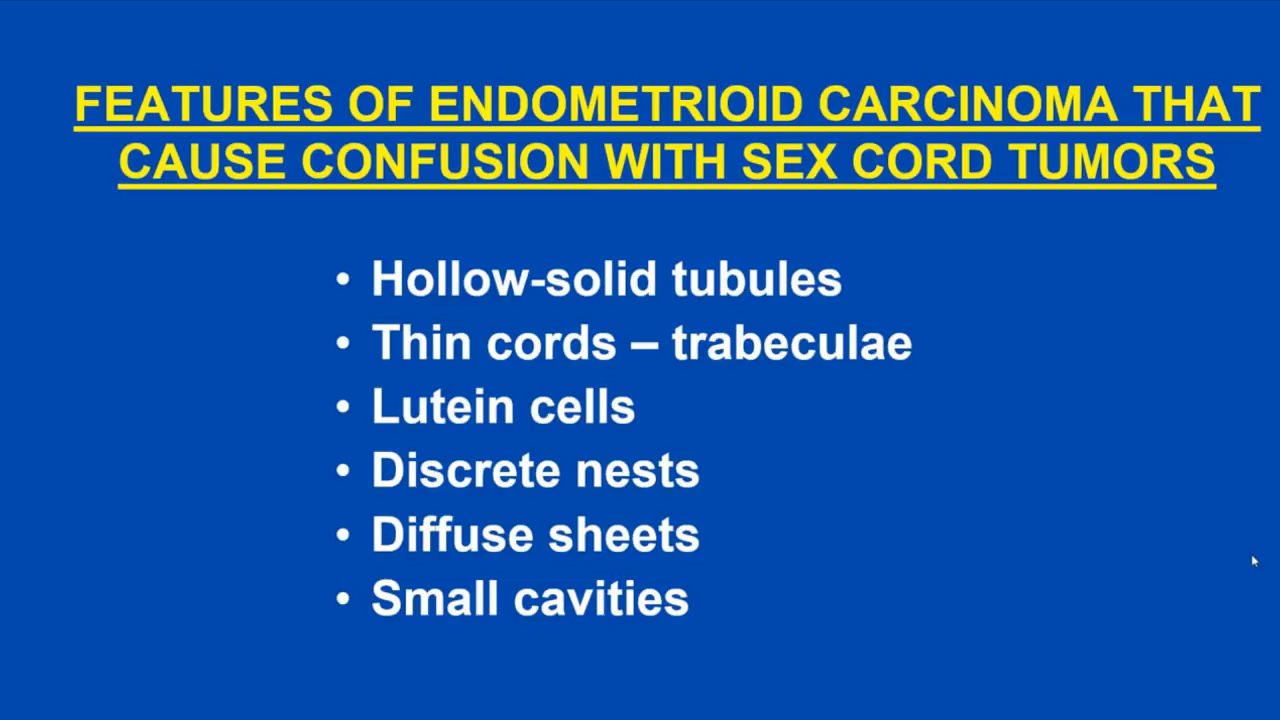 FEATURES OF ENDOMETRIOID CARCINOMA THAT
CAUSE CONFUSION WITH SEX CORD TUMORS
• Hollow-solid tubules
• Thin cords – trabeculae
• Lutein cells
• Discrete nests
• Diffuse sheets
• Small cavities